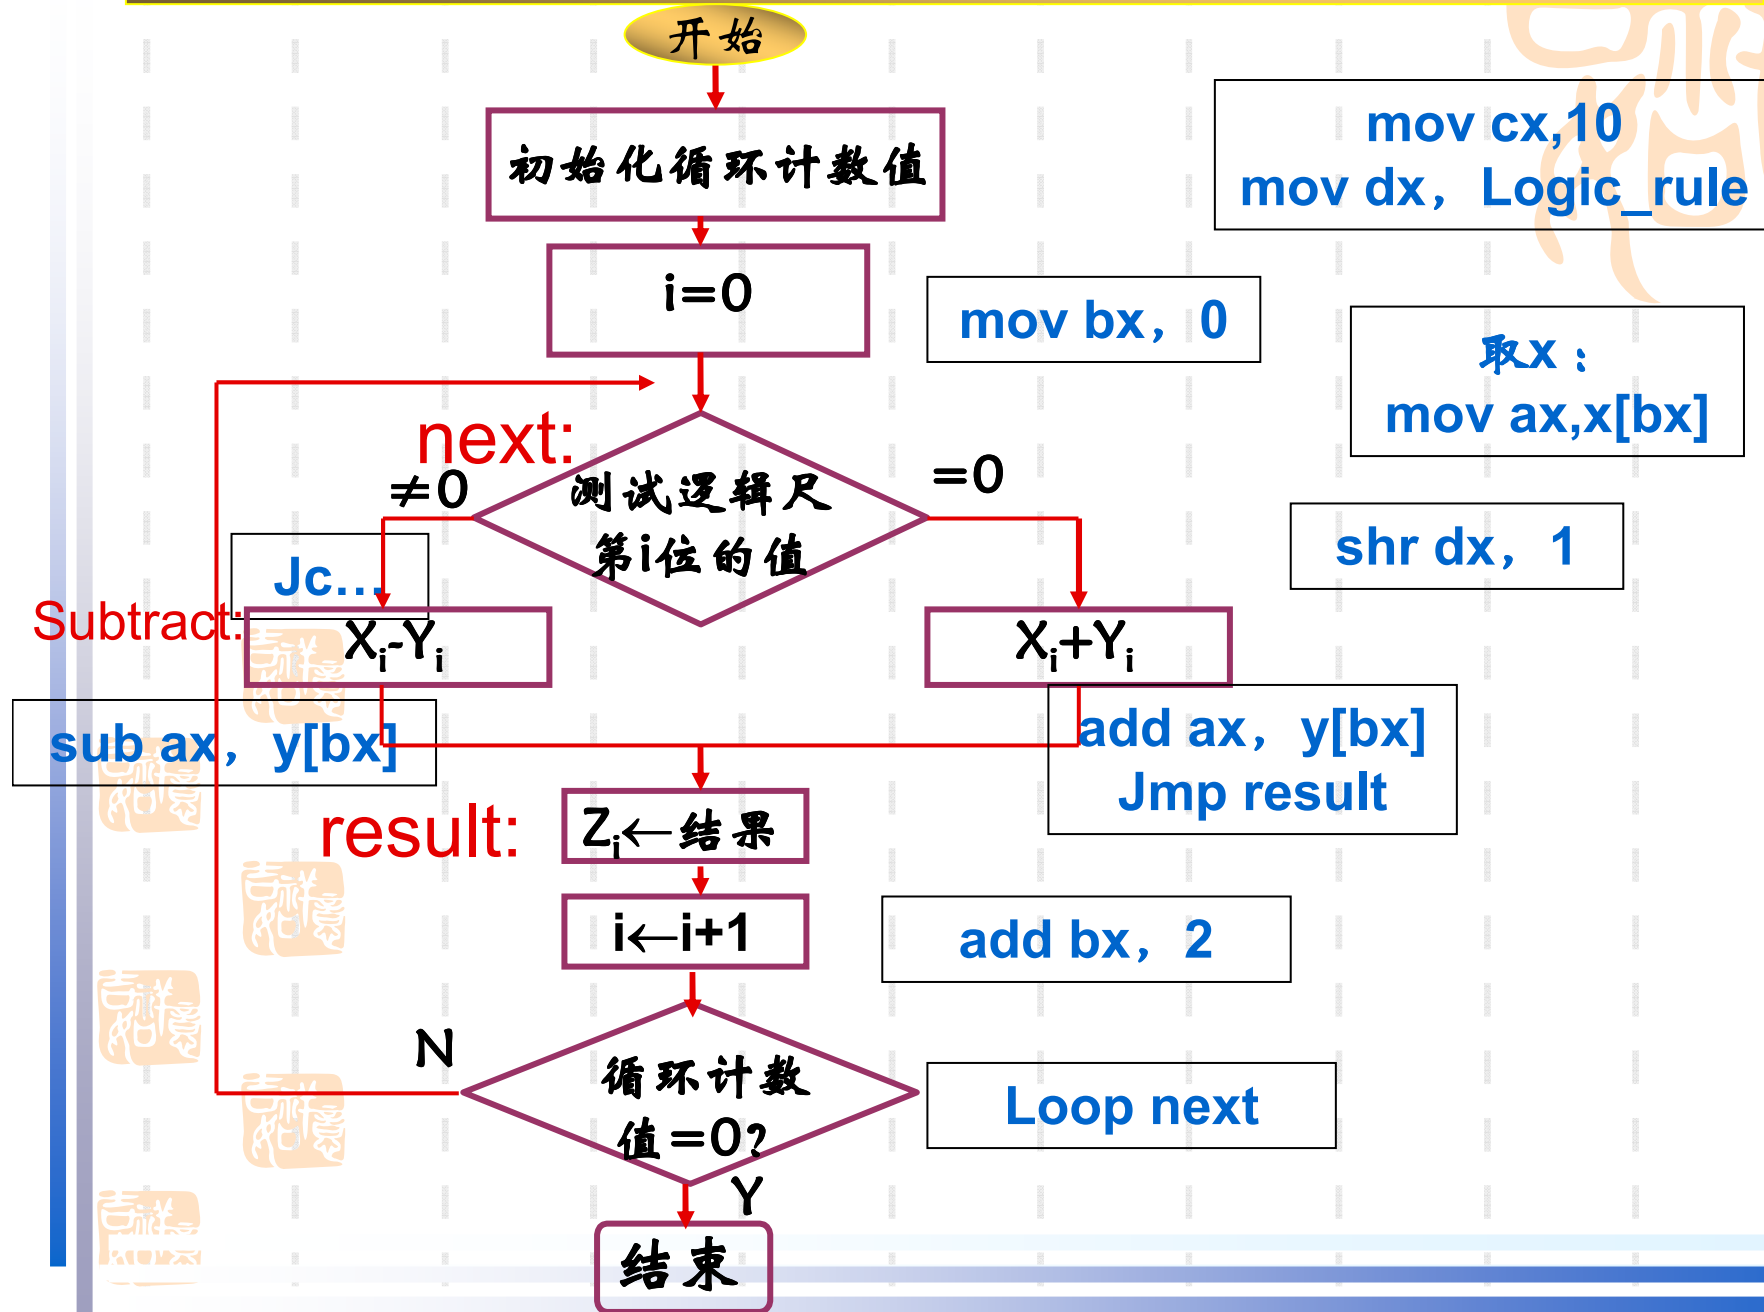 开始
初始化循环计数值
mov cx,10
mov dx，Logic_rule
i=0
mov bx，0
取x：
mov ax,x[bx]
next:
≠0
测试逻辑尺
第i位的值
=0
shr dx，1
Jc...
Subtract:
Xi-Yi
Xi+Yi
sub ax，y[bx]
add ax，y[bx]
Jmp result
result:
Zi←结果
i←i+1
add bx，2
N
循环计数
值=0?
Loop next
Y
结束